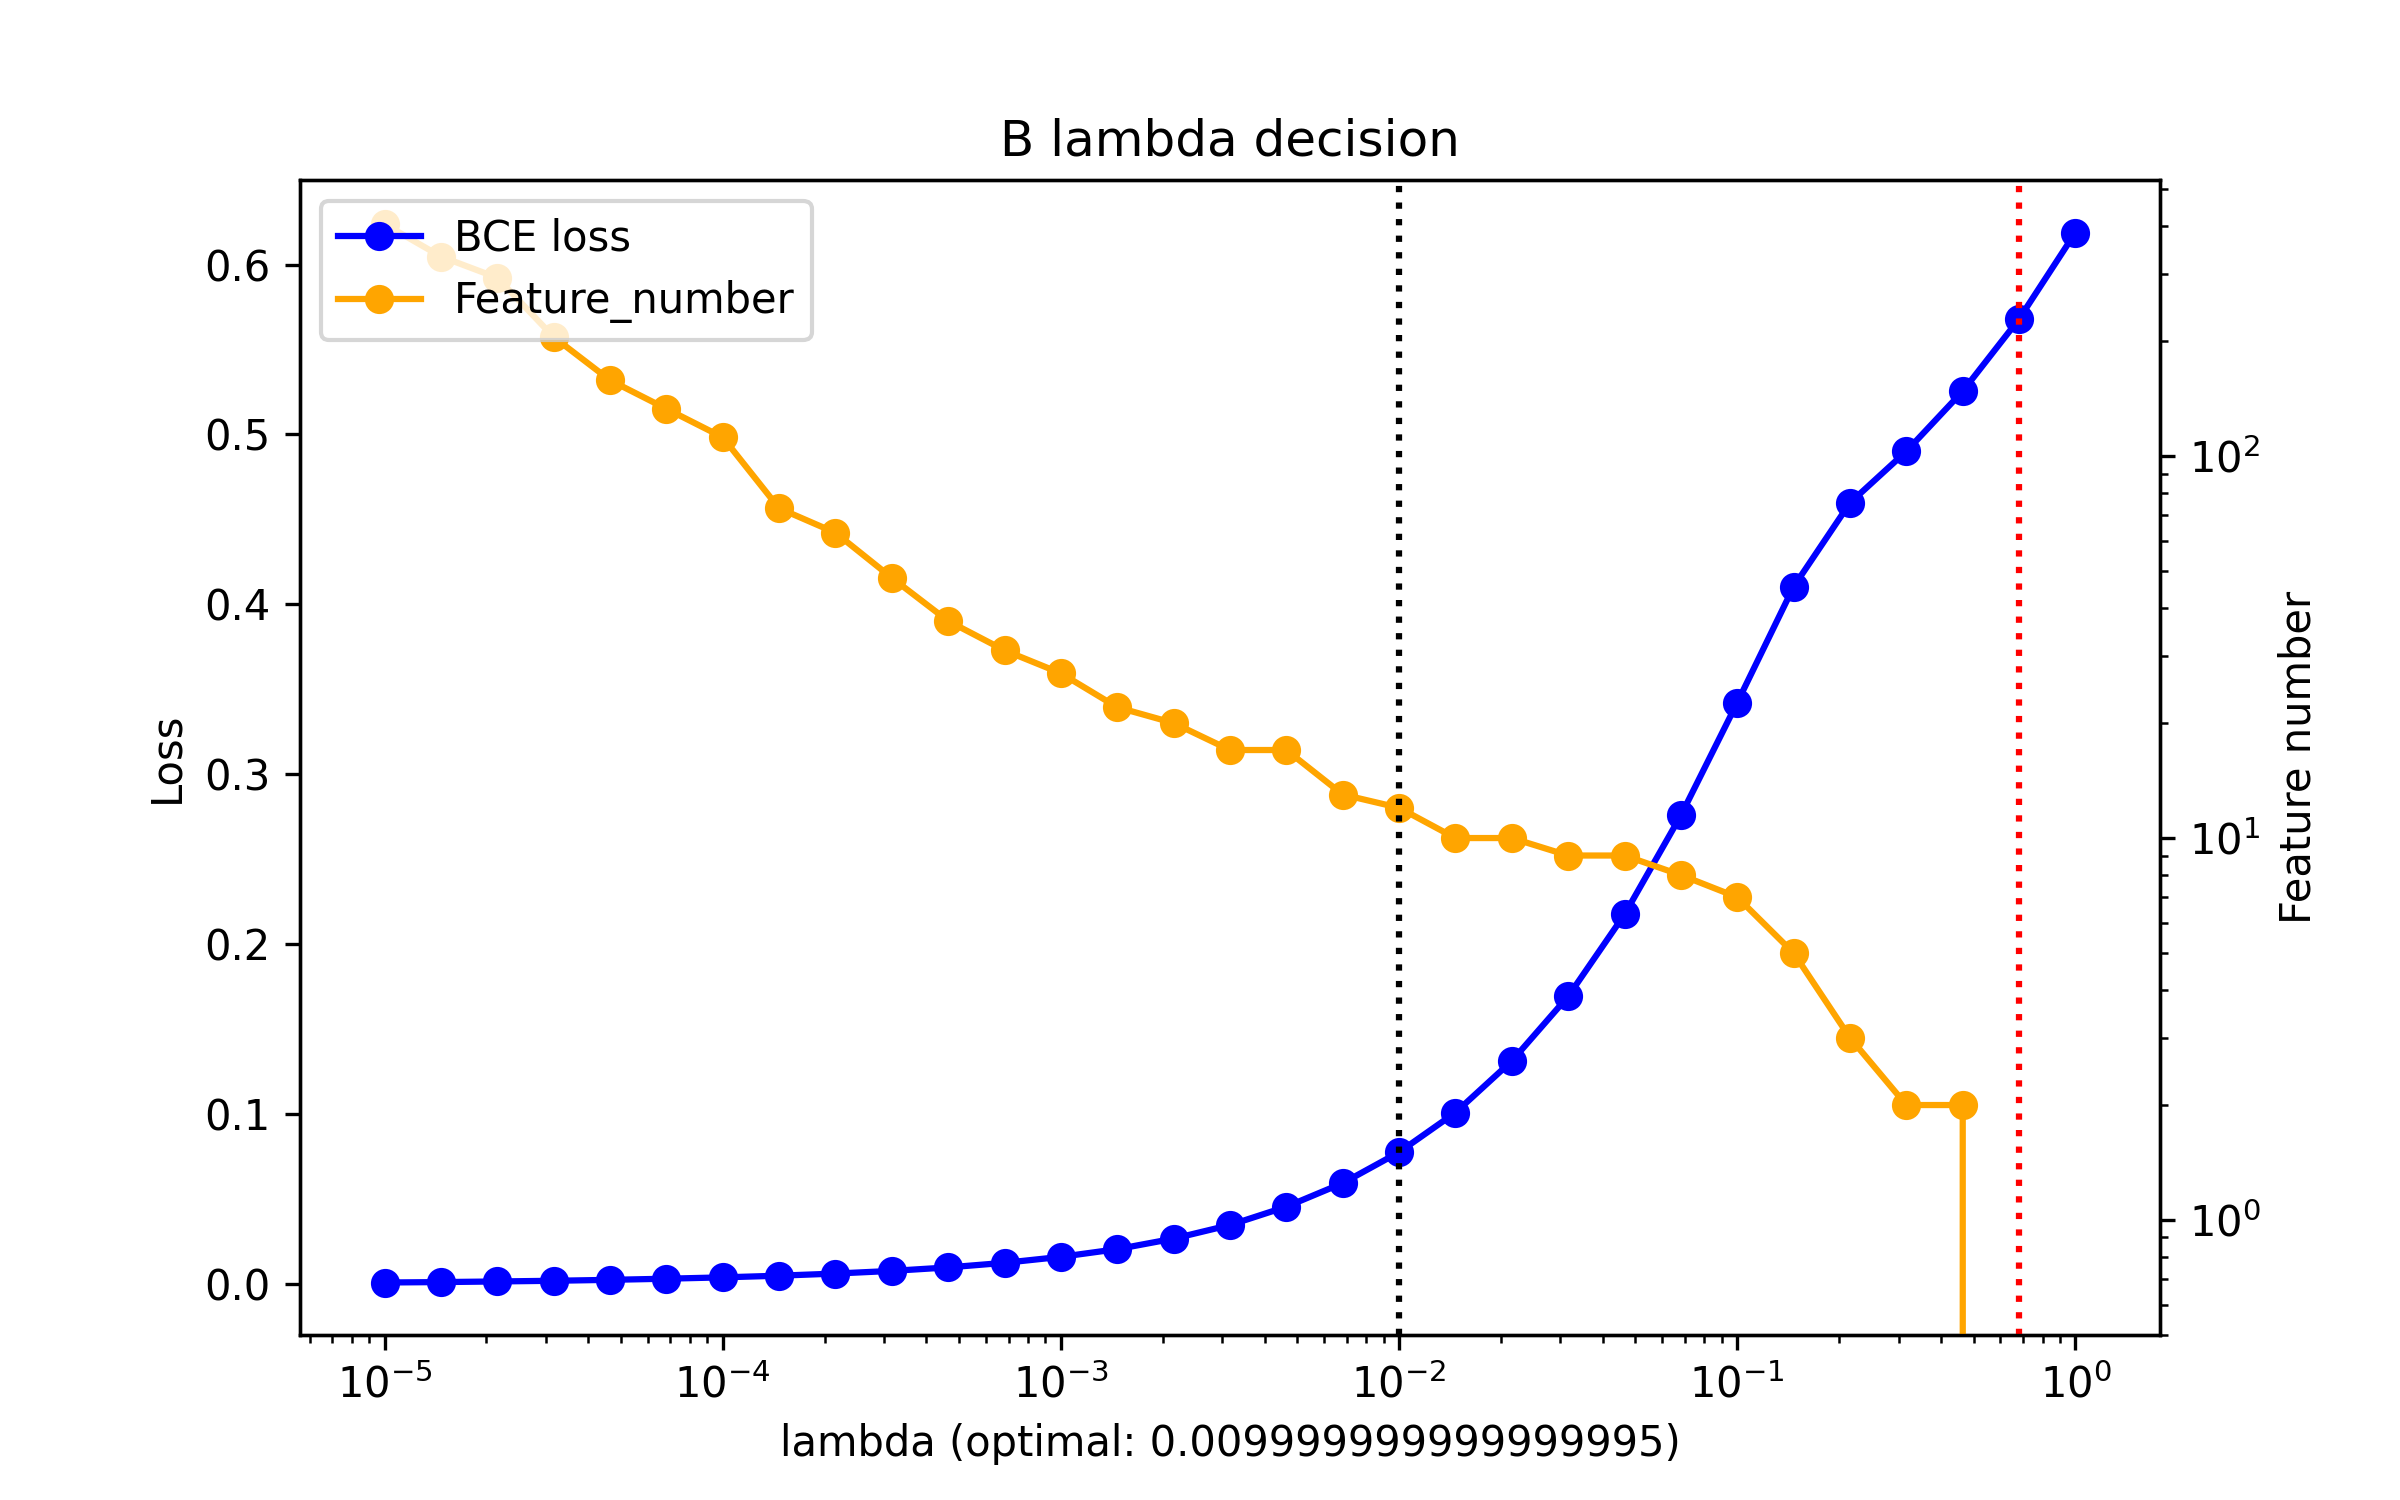 B lambda decision
BCE loss
Feature_number
Loss
0.6
0.5
0.4
0.3
0.2
0.1
0.0
10⁻⁵ 10⁻⁴ 10⁻³ 10⁻² 10⁻¹ 10⁰
lambda (optimal: 0.009999999999999995)
10²
10¹
10⁰
Feature number